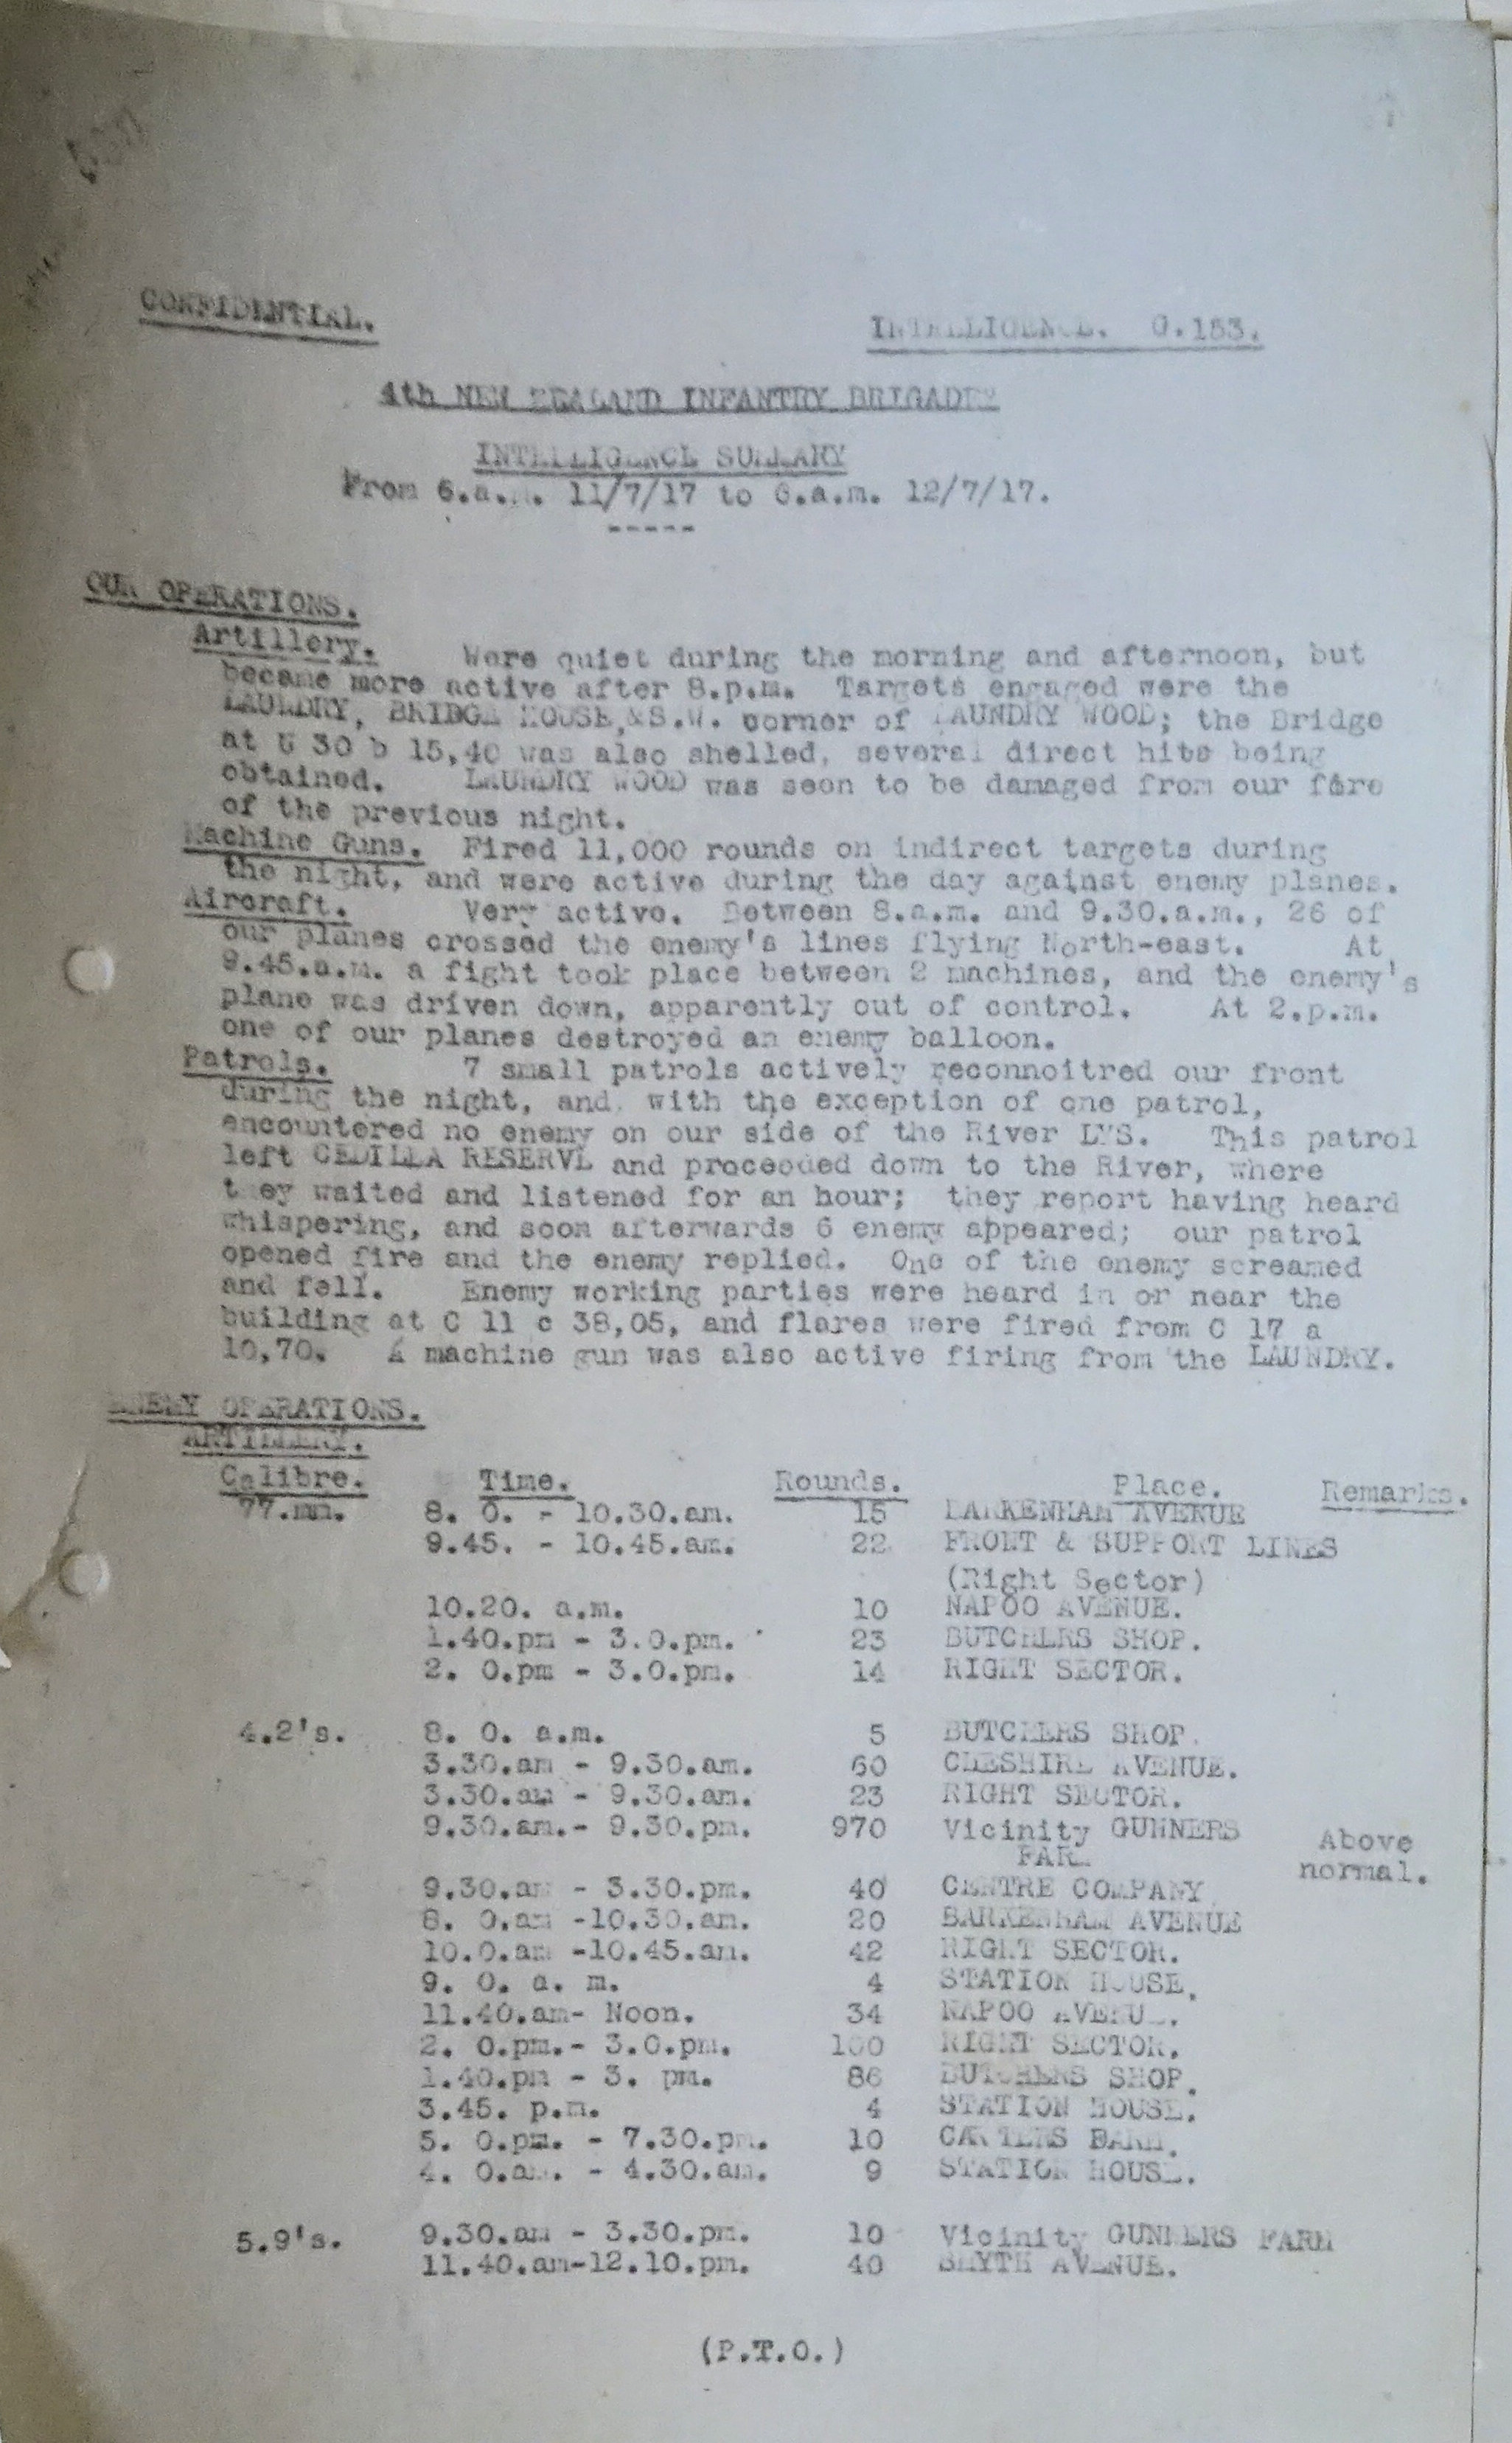 CONFIDENTIAL.
INTELLIGENCE. G.153.
4th NEW ZEALAND INFANTRY BRIGADE
INTELLIGENCE SUMMARY
From 6.a.m. 11/7/17 to 6.a.m. 12/7/17.
-----
OUR OPERATIONS.
Artillery. Were quiet during the morning and afternoon, but
became more active after 8.p.m. Targets engaged were the
LAUNDRY, BRIDGE HOUSE,&S.W. corner of LAUNDRY WOOD; the Bridge
at U 30 b 15,40 was also shelled, several direct hits being
obtained. LAUNDRY WOOD was seen to be damaged from our fire
of the previous night.
Machine Guns. Fired 11,000 rounds on indirect targets during
the night, and were active during the day against enemy planes.
Aircraft. Very active. Between 8.a.m. and 9.30.a.m., 26 of
our planes crossed the enemy's lines flying North-east. At
9.45.a.m. a fight took place between 2 machines, and the enemy's
plane was driven down, apparently out of control. At 2.p.m.
one of our planes destroyed an enemy balloon.
Patrols. 7 small patrols actively reconnoitred our front
during the night, and, with the exception of one patrol,
encountered no enemy on our side of the River LYS. This patrol
left CEDILLA RESERVE and proceeded down to the River, where
they waited and listened for an hour; they report having heard
whispering, and soon afterwards 6 enemy appeared; our patrol
opened fire and the enemy replied. One of the enemy screamed
and fell. Enemy working parties were heard in or near the
building at C 11 c 38,05, and flares were fired from C 17 a
10,70. A machine gun was also active firing from the LAUNDRY.
ENEMY OPERATIONS.
ARTILLERY.
Calibre. Time. Rounds. Place. Remarks.
77.mm. 8. 0. - 10.30.am. 15 BARKENHAM AVENUE
9.45. - 10.45.am. 22 FRONT & SUPPORT LINES
(Right Sector)
10.20. a.m. 10 NAPOO AVENUE.
1.40.pm - 3.0.pm. 23 BUTCHERS SHOP.
2. 0.pm - 3.0.pm. 14 RIGHT SECTOR.
4.2's. 8. 0. a.m. 5 BUTCHERS SHOP.
3.30.am - 9.30.am. 60 CHESHIRE AVENUE.
3.30.am - 9.30.am. 23 RIGHT SECTOR.
9.30.am.- 9.30.pm. 970 Vicinity GUNNERS Above
FARM normal.
9.30.am - 3.30.pm. 40 CENTRE COMPANY
8. 0.am -10.30.am. 20 BARKENHAM AVENUE
10.0.am -10.45.am. 42 RIGHT SECTOR.
9. 0. a. m. 4 STATION HOUSE.
11.40.am- Noon. 34 NAPOO AVENUE.
2. 0.pm.- 3.0.pm. 100 RIGHT SECTOR.
1.40.pm - 3. pm. 86 BUTCHERS SHOP.
3.45. p.m. 4 STATION HOUSE.
5. 0.pm. - 7.30.pm. 10 CARTERS BARN.
4. 0.am. - 4.30.am. 9 STATION HOUSE.
5.9's. 9.30.am - 3.30.pm. 10 Vicinity GUNNERS FARM
11.40.am-12.10.pm. 40 SMYTH AVENUE.
(P.T.O.)